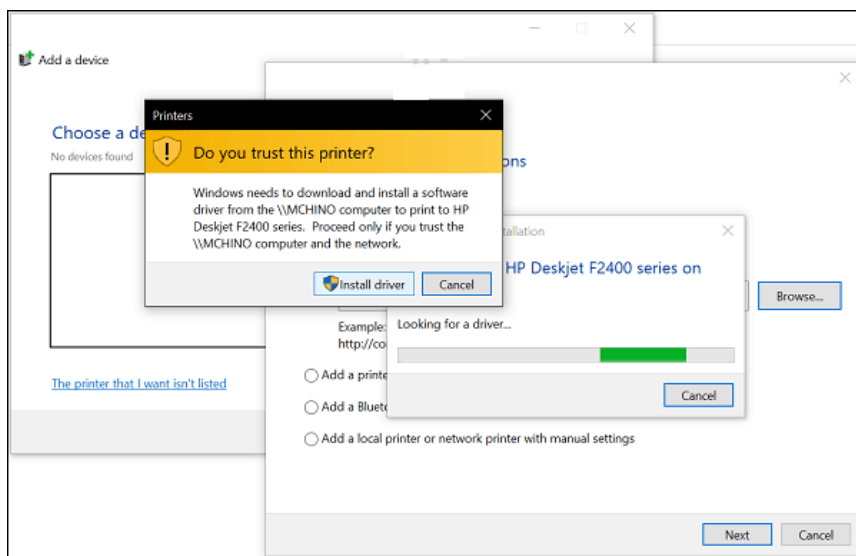 Add a device
Choose a de
No devices found
The printer that I want isn't listed
Printers
Do you trust this printer?
Windows needs to download and install a software
driver from the \\MCHINO computer to print to HP
Deskjet F2400 series. Proceed only if you trust the
\\MCHINO computer and the network.
Install driver
Cancel
ons
tallation
HP Deskjet F2400 series on
Looking for a driver...
Cancel
Browse...
Example:
http://co
Add a printe
Add a Blueto
Add a local printer or network printer with manual settings
Next
Cancel